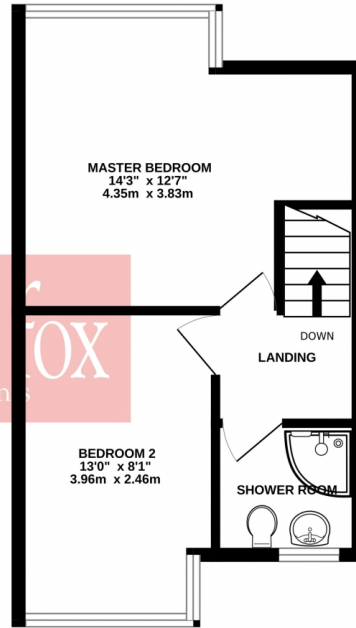 MASTER BEDROOM
14'3" x 12'7"
4.35m x 3.83m
DOWN
LANDING
BEDROOM 2
13'0" x 8'1"
3.96m x 2.46m
SHOWER ROOM